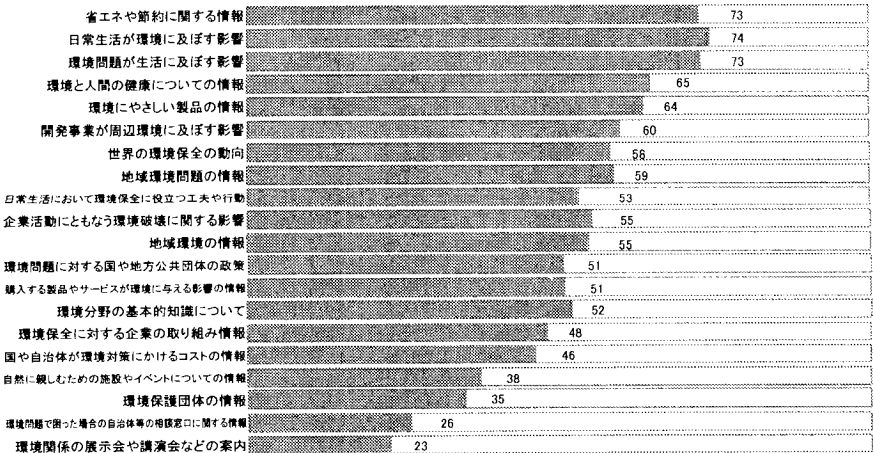 省エネや節約に関する情報 73
日常生活が環境に及ぼす影響 74
環境問題が生活に及ぼす影響 73
環境と人間の健康についての情報 65
環境にやさしい製品の情報 64
開発事業が周辺環境に及ぼす影響 60
世界の環境保全の動向 58
地域環境問題の情報 59
日常生活において環境保全に役立つ工夫や行動 53
企業活動にともなう環境破壊に関する影響 55
地域環境の情報 55
環境問題に対する国や地方公共団体の政策 51
購入する製品やサービスが環境に与える影響の情報 51
環境分野の基本的知識について 52
環境保全に対する企業の取り組み情報 48
国や自治体が環境対策にかけるコストの情報 46
自然に親しむための施設やイベントについての情報 38
環境保護団体の情報 35
環境問題で困った場合の自治体等の相談窓口に関する情報 26
環境関係の展示会や講演会などの案内 23